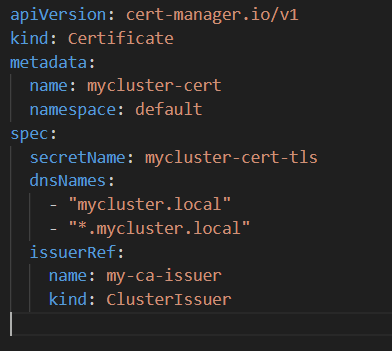 apiVersion: cert-manager.io/v1
kind: Certificate
metadata:
  name: mycluster-cert
  namespace: default
spec:
  secretName: mycluster-cert-tls
  dnsNames:
    - "mycluster.local"
    - "*.mycluster.local"
  issuerRef:
    name: my-ca-issuer
    kind: ClusterIssuer